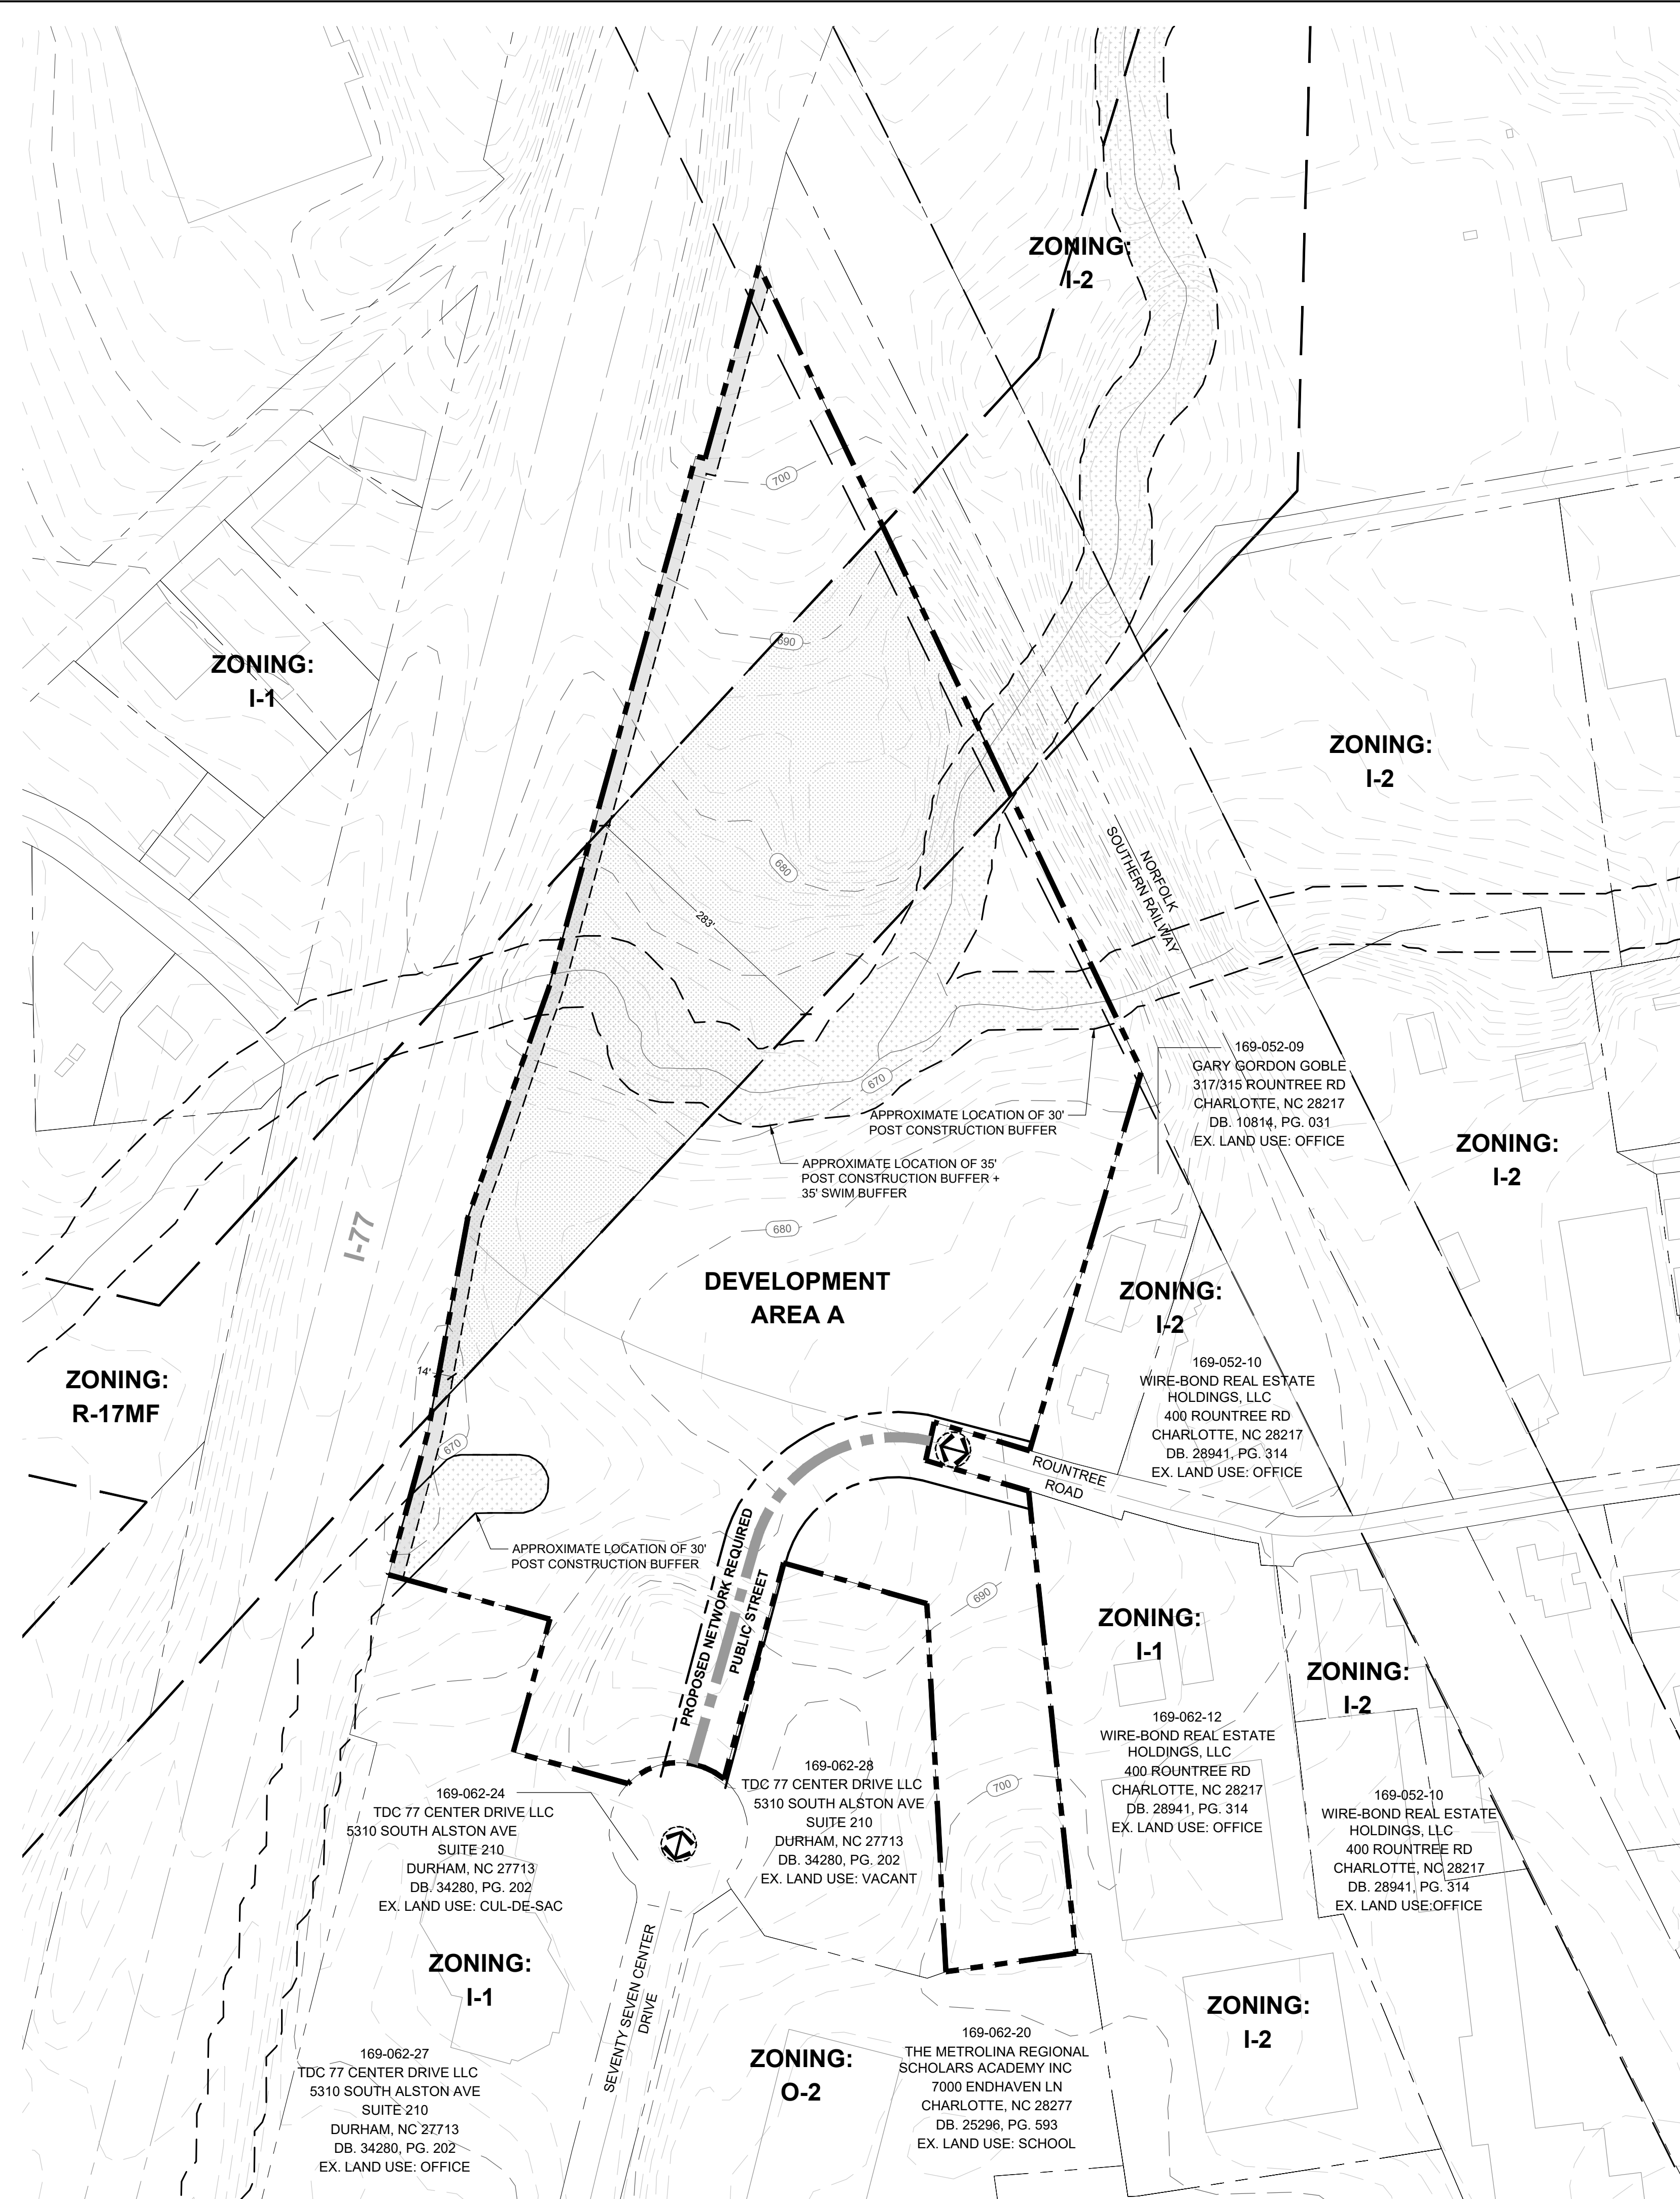 ZONING:
I-2
700
690
ZONING:
I-1
ZONING:
I-2
NORFOLK
SOUTHERN RAILWAY
680
283'
169-052-09
GARY GORDON GOBLE
317/315 ROUNTREE RD
CHARLOTTE, NC 28217
DB. 10814, PG. 031
EX. LAND USE: OFFICE
670
APPROXIMATE LOCATION OF 30'
POST CONSTRUCTION BUFFER
APPROXIMATE LOCATION OF 35'
POST CONSTRUCTION BUFFER +
35' SWIM BUFFER
ZONING:
I-2
I-77
680
DEVELOPMENT
AREA A
ZONING:
I-2
14'
ZONING:
R-17MF
169-052-10
WIRE-BOND REAL ESTATE
HOLDINGS, LLC
400 ROUNTREE RD
CHARLOTTE, NC 28217
DB. 28941, PG. 314
EX. LAND USE: OFFICE
670
ROUNTREE
ROAD
APPROXIMATE LOCATION OF 30'
POST CONSTRUCTION BUFFER
PROPOSED NETWORK REQUIRED
PUBLIC STREET
690
ZONING:
I-1
ZONING:
I-2
169-062-12
WIRE-BOND REAL ESTATE
HOLDINGS, LLC
400 ROUNTREE RD
CHARLOTTE, NC 28217
DB. 28941, PG. 314
EX. LAND USE: OFFICE
700
169-062-28
TDC 77 CENTER DRIVE LLC
5310 SOUTH ALSTON AVE
SUITE 210
DURHAM, NC 27713
DB. 34280, PG. 202
EX. LAND USE: VACANT
169-062-24
TDC 77 CENTER DRIVE LLC
5310 SOUTH ALSTON AVE
SUITE 210
DURHAM, NC 27713
DB. 34280, PG. 202
EX. LAND USE: CUL-DE-SAC
169-052-10
WIRE-BOND REAL ESTATE
HOLDINGS, LLC
400 ROUNTREE RD
CHARLOTTE, NC 28217
DB. 28941, PG. 314
EX. LAND USE:OFFICE
ZONING:
I-1
SEVENTY SEVEN CENTER
DRIVE
ZONING:
I-2
169-062-27
TDC 77 CENTER DRIVE LLC
5310 SOUTH ALSTON AVE
SUITE 210
DURHAM, NC 27713
DB. 34280, PG. 202
EX. LAND USE: OFFICE
ZONING:
O-2
169-062-20
THE METROLINA REGIONAL
SCHOLARS ACADEMY INC
7000 ENDHAVEN LN
CHARLOTTE, NC 28277
DB. 25296, PG. 593
EX. LAND USE: SCHOOL